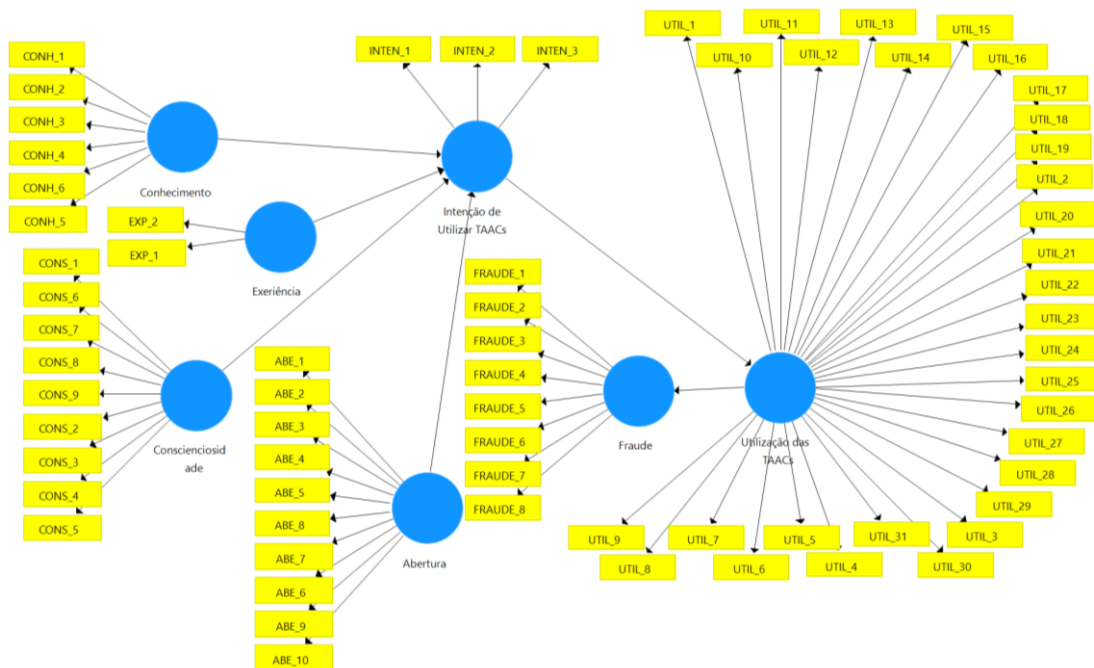 CONH_1
CONH_2
CONH_3
CONH_4
CONH_6
CONH_5
Conhecimento
INTEN_1
INTEN_2
INTEN_3
Intenção de
Utilizar TAACs
EXP_2
EXP_1
Exeriência
CONS_1
CONS_6
CONS_7
CONS_8
CONS_9
CONS_2
CONS_3
CONS_4
CONS_5
Conscienciosid
ade
ABE_1
ABE_2
ABE_3
ABE_4
ABE_5
ABE_8
ABE_7
ABE_6
ABE_9
ABE_10
Abertura
FRAUDE_1
FRAUDE_2
FRAUDE_3
FRAUDE_4
FRAUDE_5
FRAUDE_6
FRAUDE_7
FRAUDE_8
Fraude
UTIL_1
UTIL_11
UTIL_13
UTIL_15
UTIL_10
UTIL_12
UTIL_14
UTIL_16
UTIL_17
UTIL_18
UTIL_19
UTIL_2
UTIL_20
UTIL_21
UTIL_22
UTIL_23
UTIL_24
UTIL_25
UTIL_26
UTIL_27
UTIL_28
UTIL_29
Utilização das
TAACs
UTIL_9
UTIL_7
UTIL_5
UTIL_31
UTIL_3
UTIL_8
UTIL_6
UTIL_4
UTIL_30